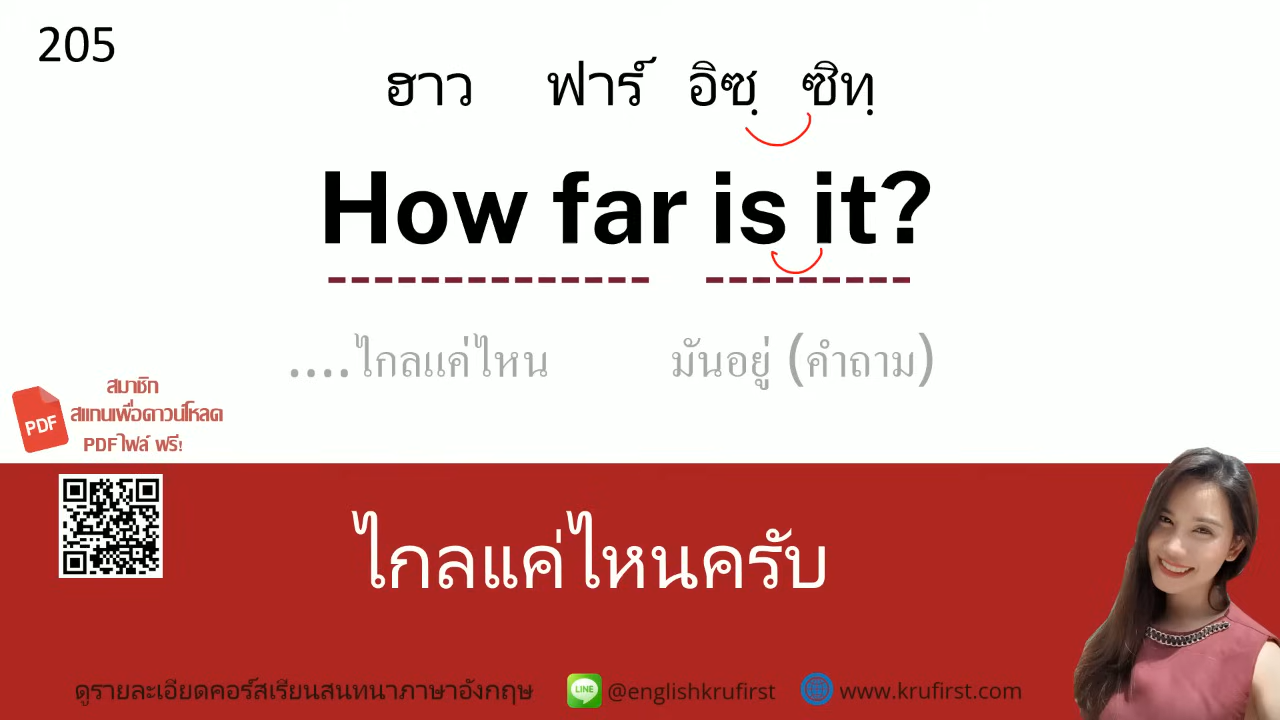 205
ฮาว ฟาร์ อิซฺ ซิทฺ
How far is it?
....ไกลแค่ไหน มันอยู่ (คำถาม)
สมาชิก
สแกนเพื่อดาวน์โหลด
PDF
PDFไฟล์ ฟรี!
ไกลแค่ไหนครับ
ดูรายละเอียดคอร์สเรียนสนทนาภาษาอังกฤษ LINE @englishkrufirst www.krufirst.com